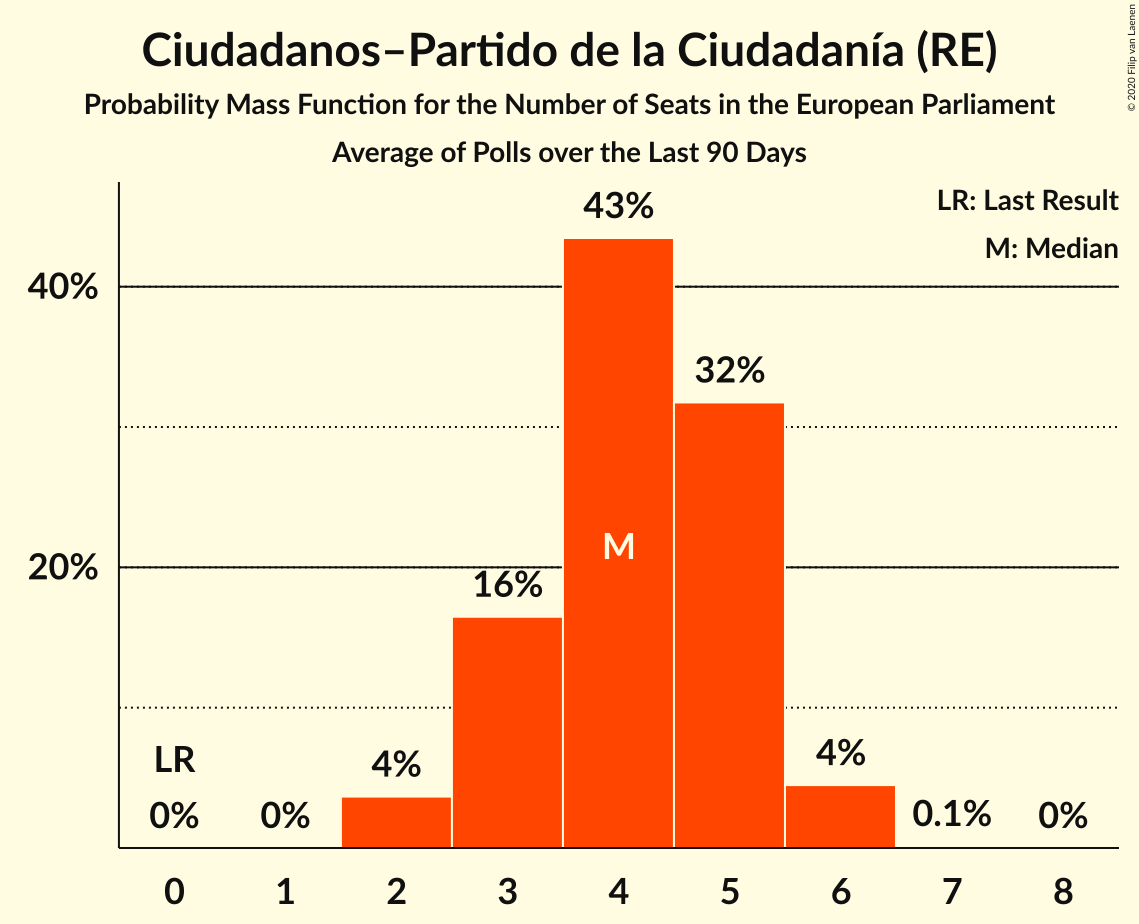 Ciudadanos–Partido de la Ciudadanía (RE)
Probability Mass Function for the Number of Seats in the European Parliament
Average of Polls over the Last 90 Days
© 2020 Filip van Laenen
LR: Last Result
M: Median
43%
40%
32%
M
20%
16%
LR
4%
4%
0%
0%
0.1%
0%
0 1 2 3 4 5 6 7 8